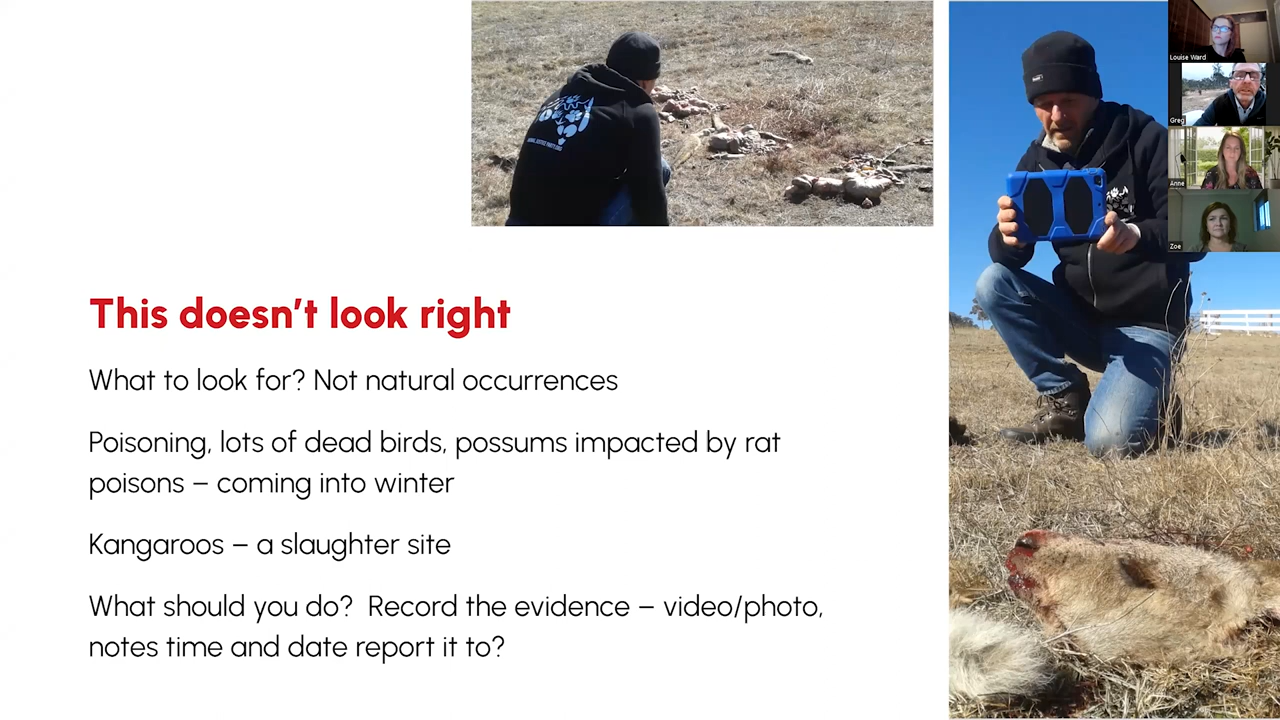 Louise Ward
Greg
Anne
Zoe
This doesn't look right
What to look for? Not natural occurrences
Poisoning, lots of dead birds, possums impacted by rat
poisons – coming into winter
Kangaroos – a slaughter site
What should you do?  Record the evidence – video/photo,
notes time and date report it to?